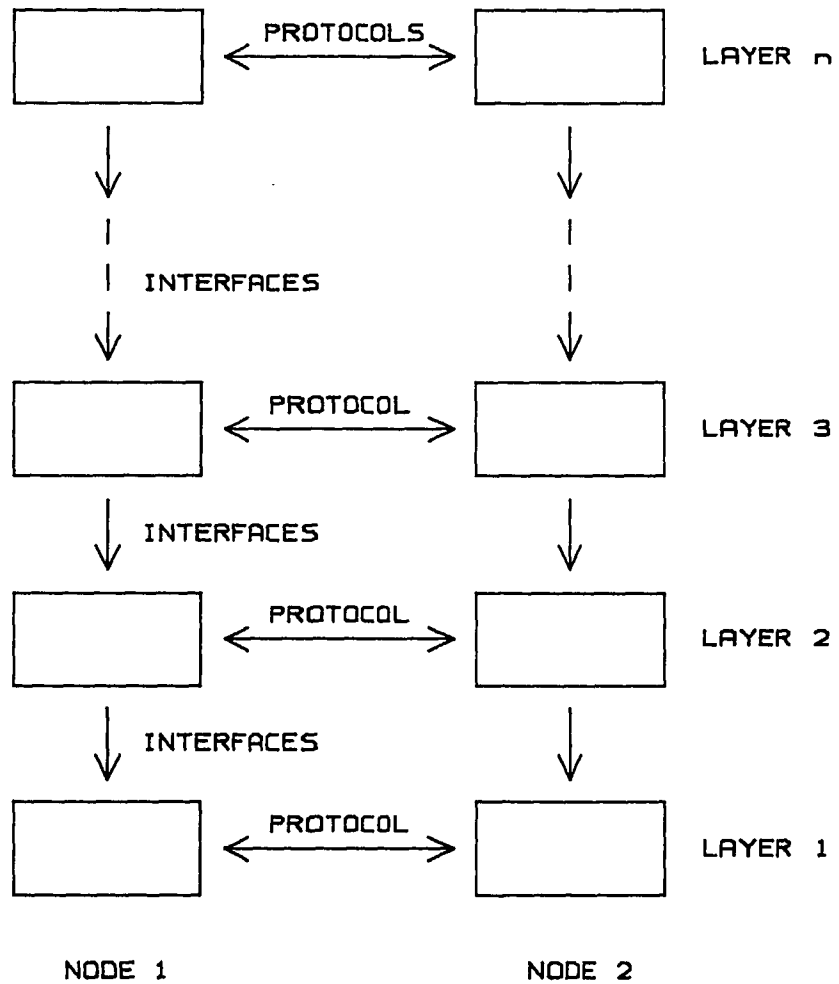 PROTOCOLS
LAYER n
INTERFACES
PROTOCOL
LAYER 3
INTERFACES
PROTOCOL
LAYER 2
INTERFACES
PROTOCOL
LAYER 1
NODE 1
NODE 2